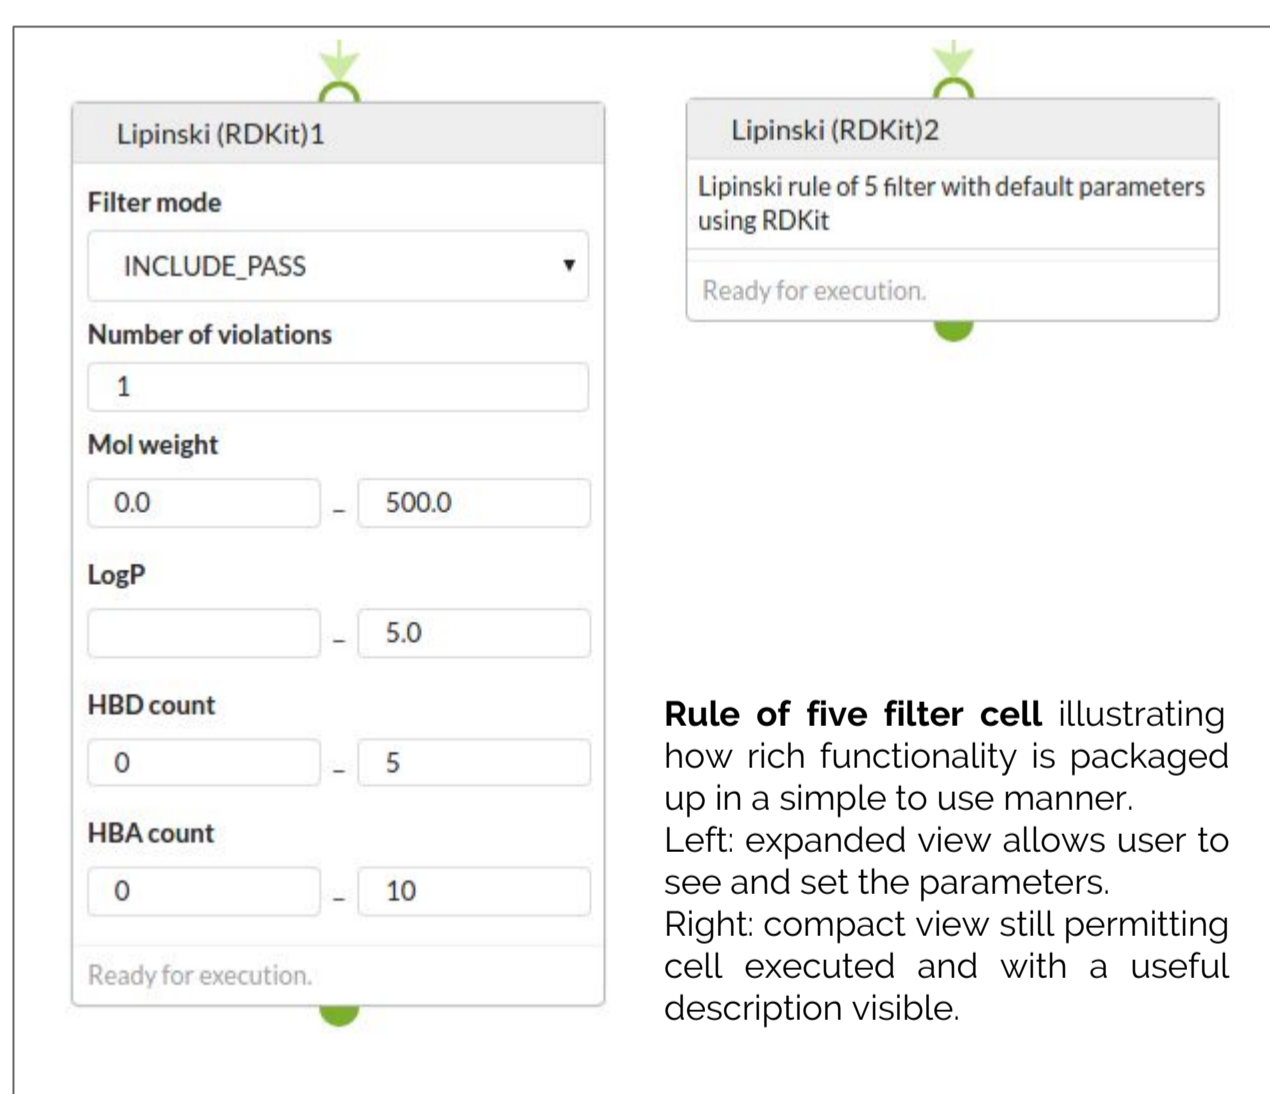 Lipinski (RDKit)1
Filter mode
INCLUDE_PASS
Number of violations
1
Mol weight
0.0 _ 500.0
LogP
_ 5.0
HBD count
0 _ 5
HBA count
0 _ 10
Ready for execution.
Lipinski (RDKit)2
Lipinski rule of 5 filter with default parameters
using RDKit
Ready for execution.
Rule of five filter cell illustrating
how rich functionality is packaged
up in a simple to use manner.
Left: expanded view allows user to
see and set the parameters.
Right: compact view still permitting
cell executed and with a useful
description visible.